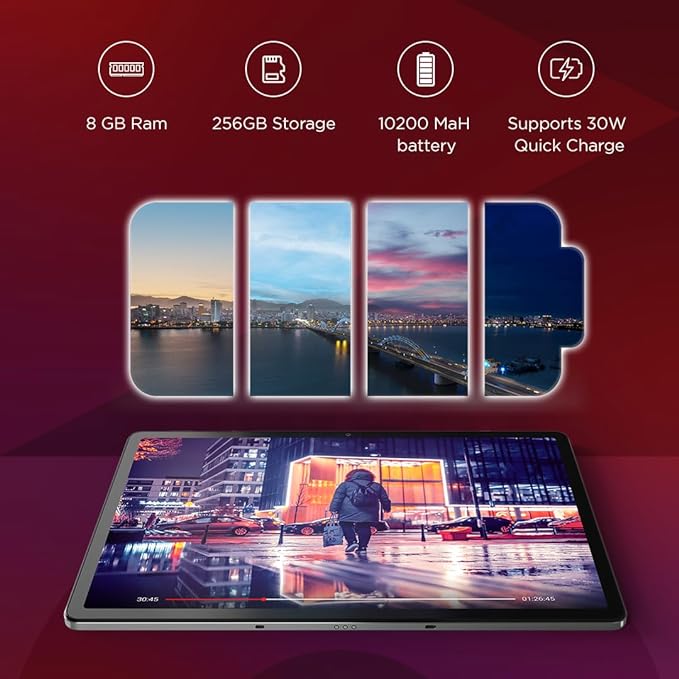 8 GB Ram
256GB Storage
10200 MaH
battery
Supports 30W
Quick Charge
30:45
01:26:45